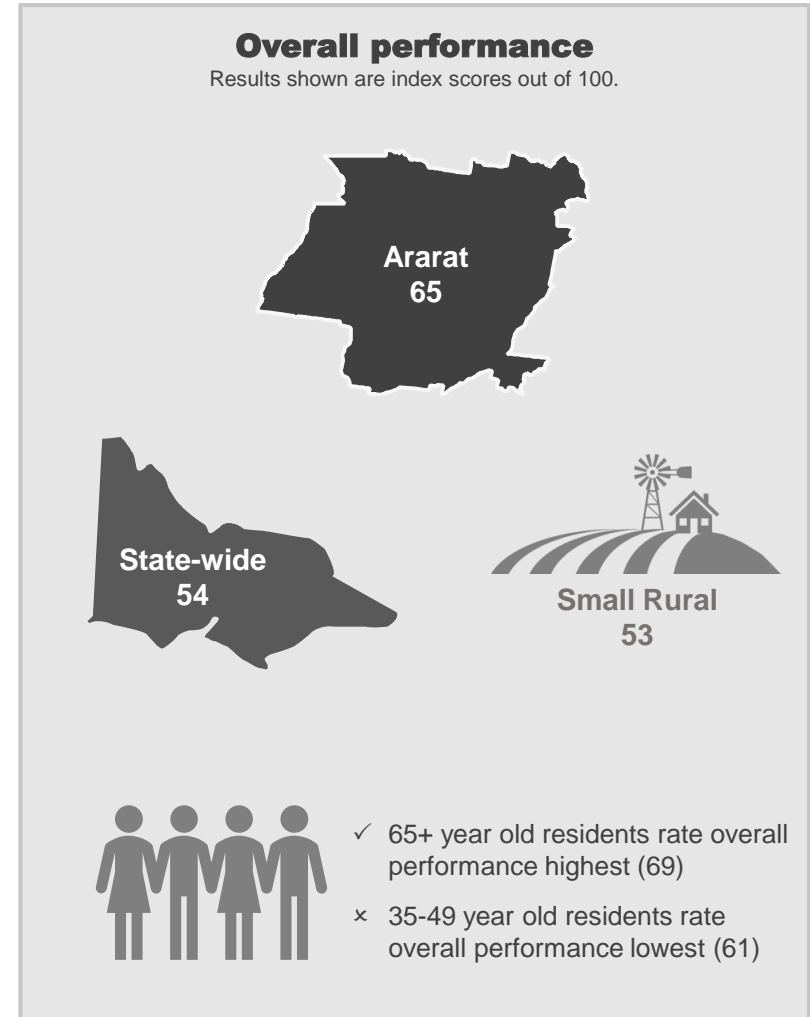 Overall performance
Results shown are index scores out of 100.
Ararat
65
State-wide
54
Small Rural
53
✓ 65+ year old residents rate overall
performance highest (69)
× 35-49 year old residents rate
overall performance lowest (61)